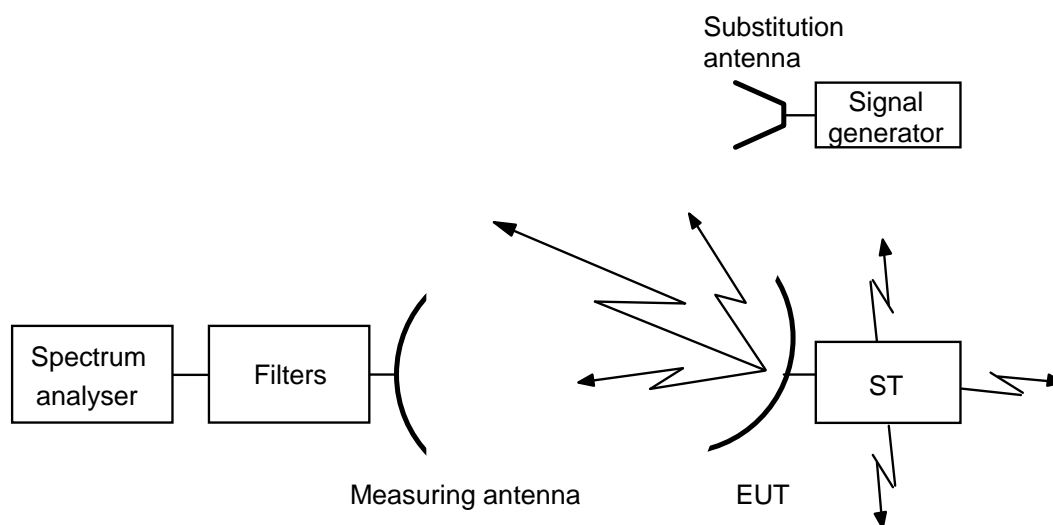 Substitution
antenna
Signal
generator
Spectrum
analyser
Filters
ST
Measuring antenna
EUT